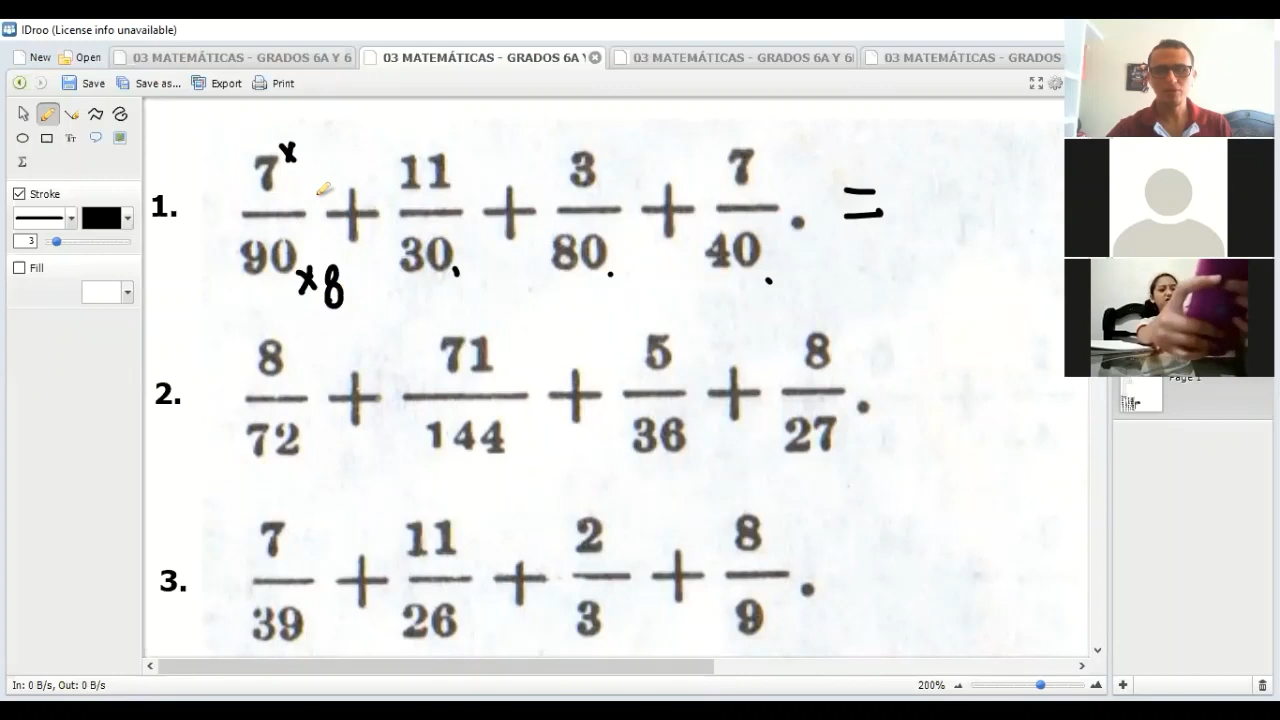 IDroo (License info unavailable)
New Open 03 MATEMÁTICAS - GRADOS 6A Y 6 03 MATEMÁTICAS - GRADOS 6A Y 03 MATEMÁTICAS - GRADOS 6A Y 6 03 MATEMÁTICAS - GRADOS
Save Save as... Export Print
Tr
Σ
Stroke
3
Fill
1. 7/90 + 11/30 + 3/80 + 7/40 . =
x
x8
2. 8/72 + 71/144 + 5/36 + 8/27 .
3. 7/39 + 11/26 + 2/3 + 8/9 .
Page 1
In: 0 B/s, Out: 0 B/s 200%